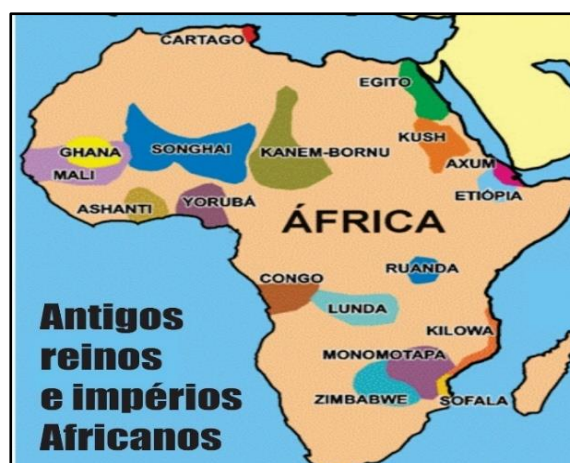 CARTAGO
EGITO
KUSH
GHANA
SONGHAI
KANEM-BORNU
AXUM
MALI
ETIÓPIA
ASHANTI
YORUBÁ
ÁFRICA
CONGO
RUANDA
LUNDA
KILOWA
MONOMOTAPA
ZIMBABWE
SOFALA
Antigos
reinos
e impérios
Africanos